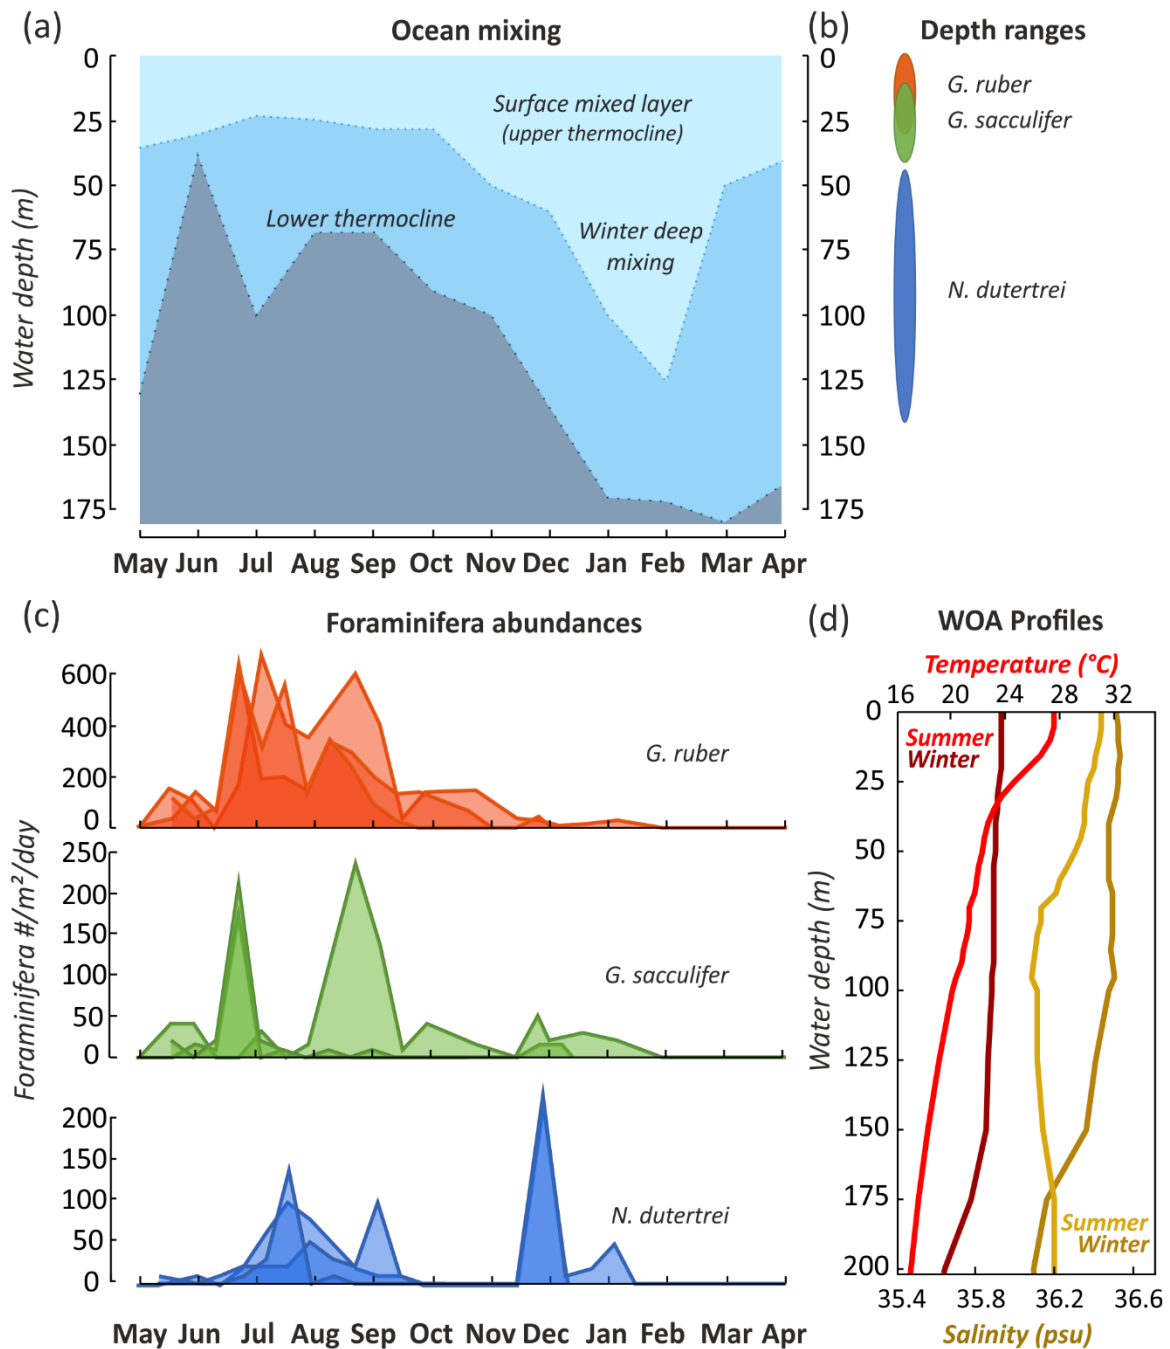 (a)
Ocean mixing
0
25
50
75
100
125
150
175
Water depth (m)
Surface mixed layer
(upper thermocline)
Lower thermocline
Winter deep
mixing
May Jun Jul Aug Sep Oct Nov Dec Jan Feb Mar Apr
(b)
Depth ranges
0
25
50
75
100
125
150
175
G. ruber
G. sacculifer
N. dutertrei
(c)
Foraminifera abundances
Foraminifera #/m²/day
600
400
200
0
G. ruber
250
200
150
100
50
0
G. sacculifer
200
150
100
50
0
N. dutertrei
May Jun Jul Aug Sep Oct Nov Dec Jan Feb Mar Apr
(d)
WOA Profiles
Temperature (°C)
16 20 24 28 32
0
25
50
75
100
125
150
175
200
Water depth (m)
Summer
Winter
Summer
Winter
35.4 35.8 36.2 36.6
Salinity (psu)